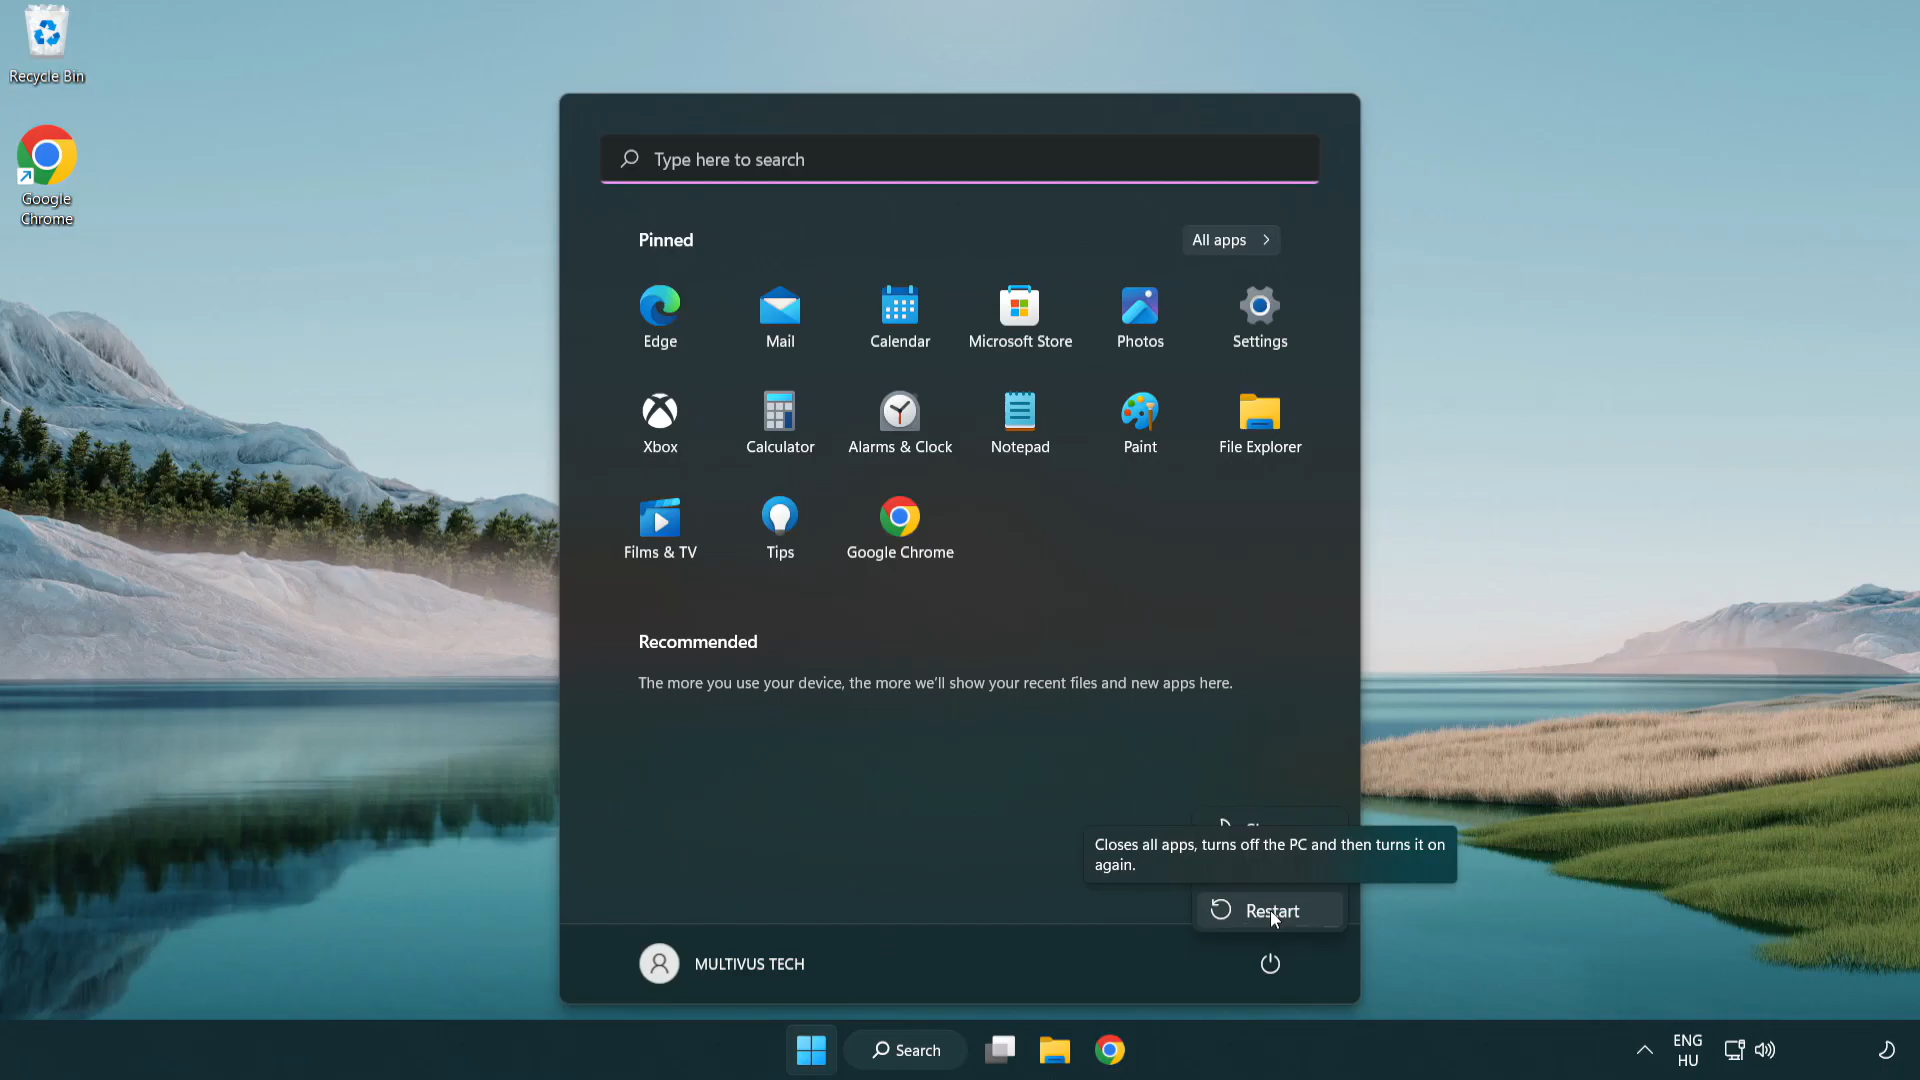 Recycle Bin
Google
Chrome
Type here to search
Pinned
All apps
Edge
Mail
Calendar
Microsoft Store
Photos
Settings
Xbox
Calculator
Alarms & Clock
Notepad
Paint
File Explorer
Films & TV
Tips
Google Chrome
Recommended
The more you use your device, the more we'll show your recent files and new apps here.
Closes all apps, turns off the PC and then turns it on
again.
Restart
MULTIVUS TECH
Search
ENG
HU